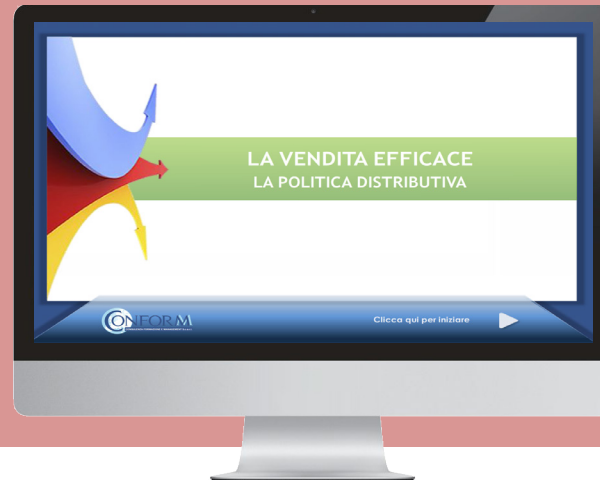 LA VENDITA EFFICACE
LA POLITICA DISTRIBUTIVA
CONFORM
Clicca qui per iniziare